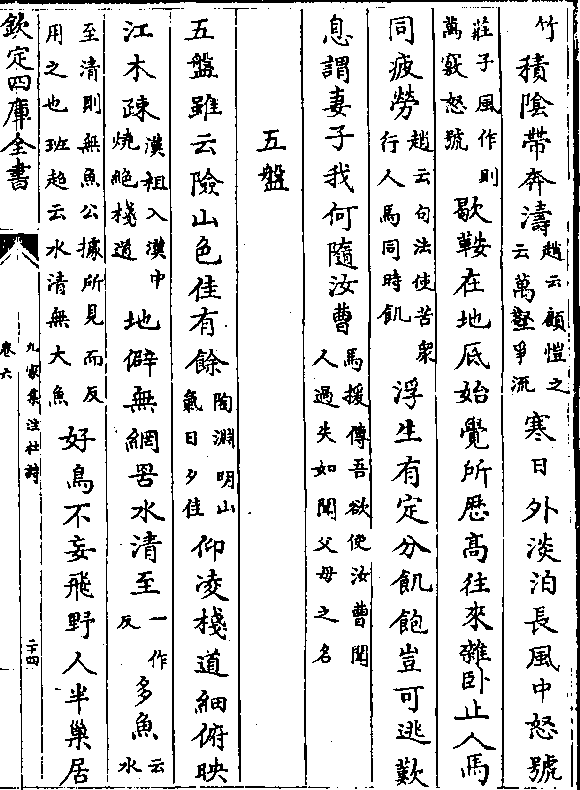 竹積陰帶奔濤趙云顧愷之云萬壑爭流寒日外淡泊長風中怒號
莊子風作則萬竅怒號歇鞍在地底始覺所歷高往來雜卧止人馬
同疲勞趙云句法使苦衆行人馬同時飢浮生有定分飢飽豈可逃歎
息謂妻子我何隨汝曹馬援傳吾欲使汝曹聞人過失如聞父母之名
五盤
五盤雖云險山色佳有餘陶淵明山氣日夕佳仰凌棧道細俯映
江木疎漢祖入漢中燒絶棧道地僻無網罟水清至一作反多魚云水
至清則無魚公據所見而反用之也班超云水清無大魚好鳥不妄飛野人半巢居
欽定四庫全書
九家集注杜詩
卷六
二十四